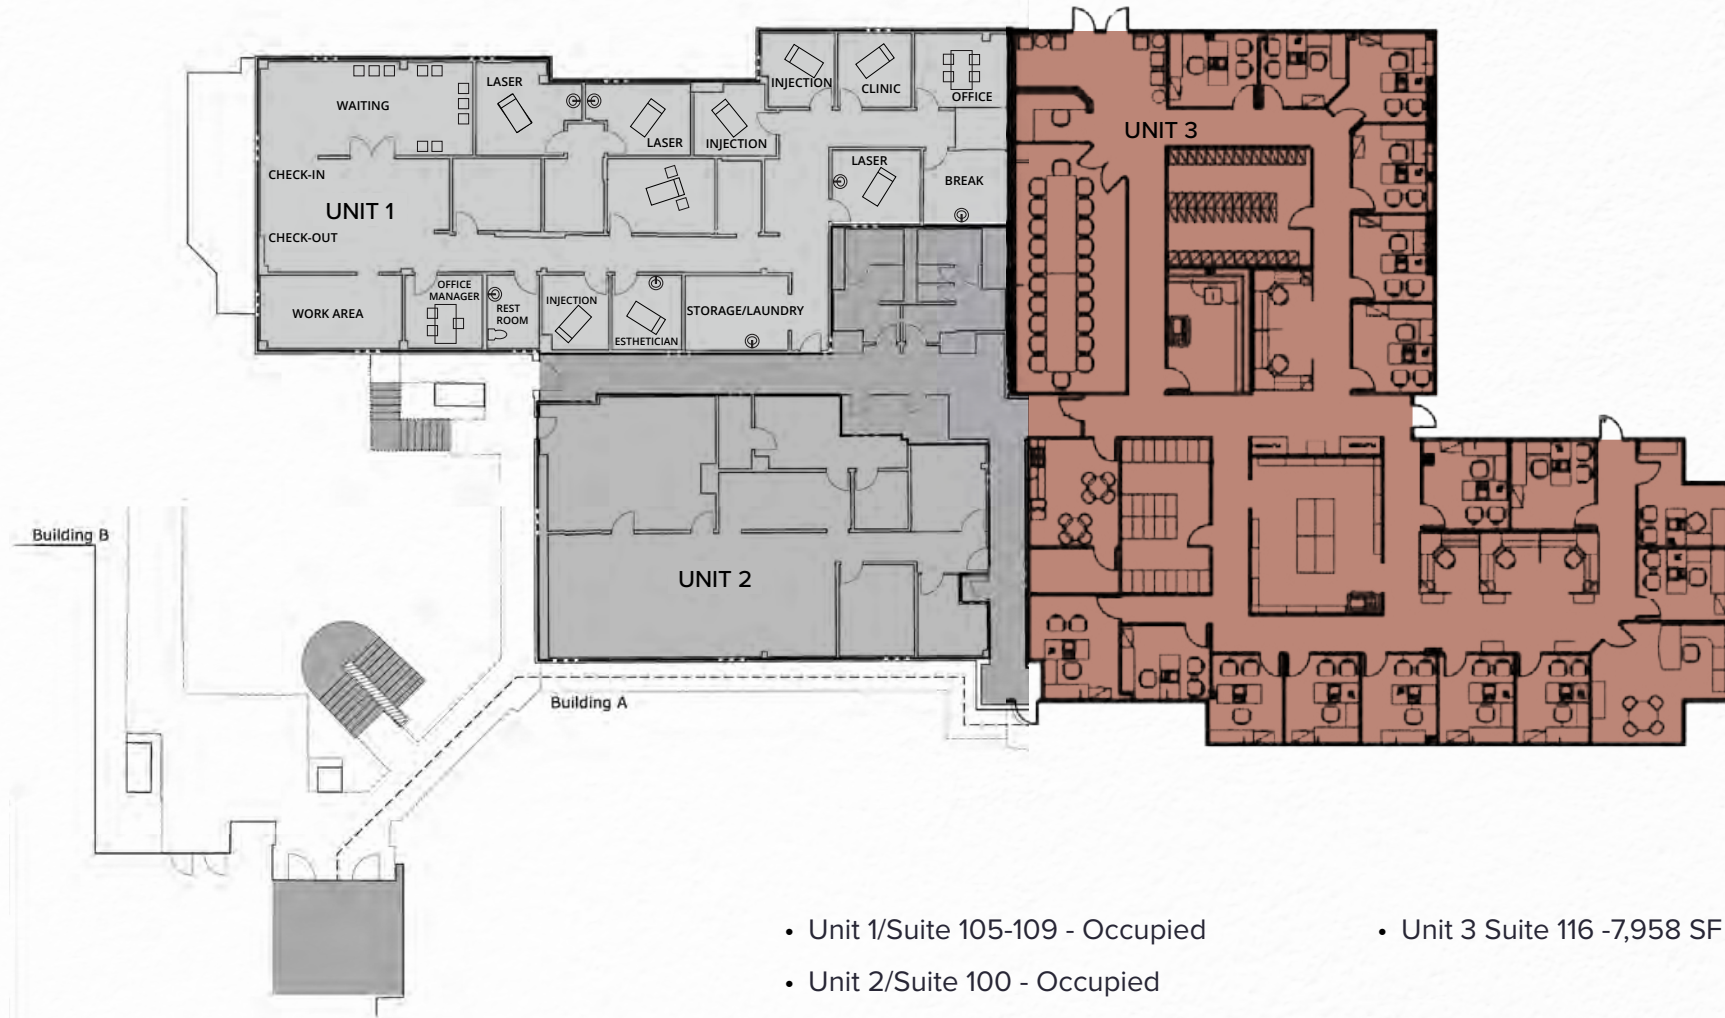 WAITING
LASER
LASER
INJECTION
INJECTION
CLINIC
OFFICE
UNIT 3
CHECK-IN
UNIT 1
CHECK-OUT
LASER
BREAK
WORK AREA
OFFICE
MANAGER
REST
ROOM
INJECTION
ESTHETICIAN
STORAGE/LAUNDRY
UNIT 2
Building B
Building A
• Unit 1/Suite 105-109 - Occupied
• Unit 2/Suite 100 - Occupied
• Unit 3 Suite 116 -7,958 SF